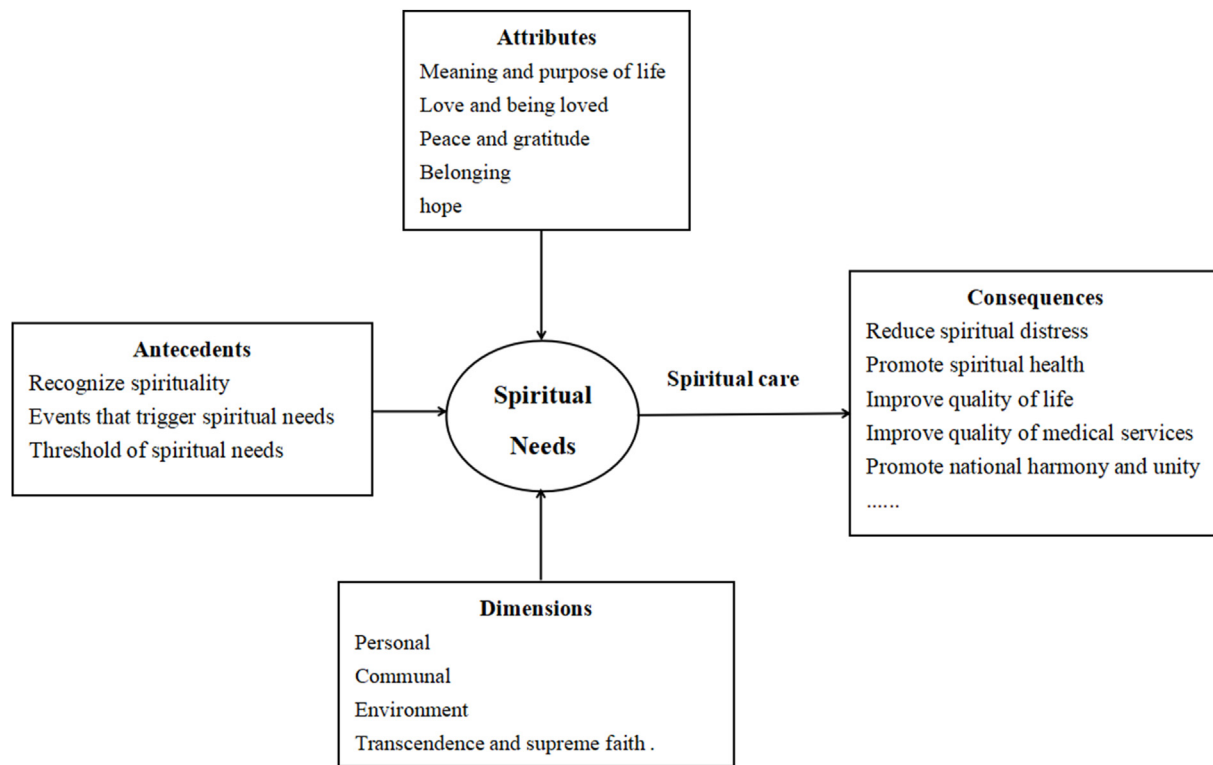 Attributes
Meaning and purpose of life
Love and being loved
Peace and gratitude
Belonging
hope
Antecedents
Recognize spirituality
Events that trigger spiritual needs
Threshold of spiritual needs
Spiritual
Needs
Spiritual care
Consequences
Reduce spiritual distress
Promote spiritual health
Improve quality of life
Improve quality of medical services
Promote national harmony and unity
......
Dimensions
Personal
Communal
Environment
Transcendence and supreme faith .